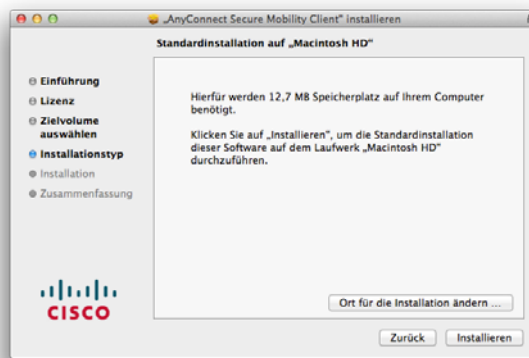 „AnyConnect Secure Mobility Client“ installieren
Standardinstallation auf „Macintosh HD“
Einführung
Lizenz
Zielvolume
auswählen
Installationstyp
Installation
Zusammenfassung
Hierfür werden 12,7 MB Speicherplatz auf Ihrem Computer
benötigt.
Klicken Sie auf „Installieren“, um die Standardinstallation
dieser Software auf dem Laufwerk „Macintosh HD“
durchzuführen.
CISCO
Ort für die Installation ändern ...
Zurück
Installieren